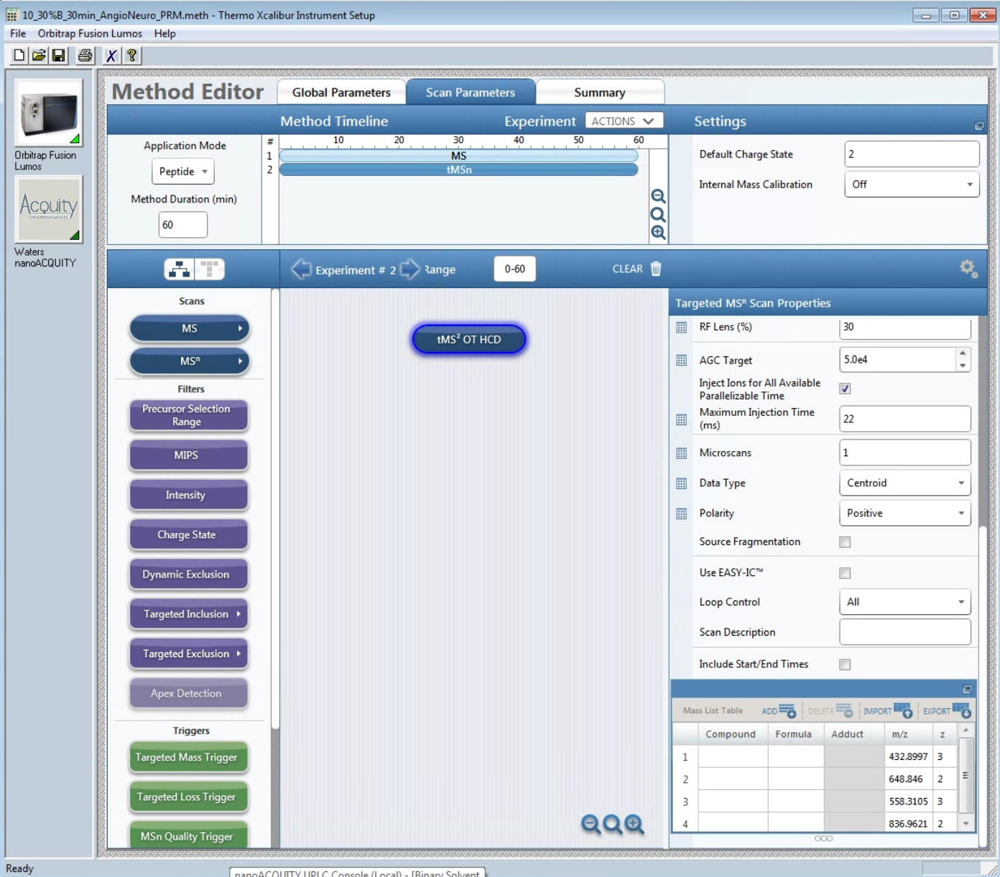 10_30%B_30min_AngioNeuro_PRM.meth - Thermo Xcalibur Instrument Setup
File Orbitrap Fusion Lumos Help
Orbitrap Fusion
Lumos
Acquity
Waters
nanoACQUITY
Method Editor
Global Parameters
Scan Parameters
Summary
Method Timeline
Experiment
ACTIONS
Settings
Application Mode
Peptide
Method Duration (min)
60
# 10 20 30 40 50 60
1 MS
2 tMSn
Default Charge State 2
Internal Mass Calibration Off
Experiment # 2 Range 0-60 CLEAR
Scans
MS
MSⁿ
Filters
Precursor Selection
Range
MIPS
Intensity
Charge State
Dynamic Exclusion
Targeted Inclusion
Targeted Exclusion
Apex Detection
Triggers
Targeted Mass Trigger
Targeted Loss Trigger
MSn Quality Trigger
tMS² OT HCD
Targeted MSⁿ Scan Properties
RF Lens (%) 30
AGC Target 5.0e4
Inject Ions for All Available
Parallelizable Time
Maximum Injection Time
(ms) 22
Microscans 1
Data Type Centroid
Polarity Positive
Source Fragmentation
Use EASY-IC™
Loop Control All
Scan Description
Include Start/End Times
Mass List Table ADD DELETE IMPORT EXPORT
Compound Formula Adduct m/z z
1 432.8997 3
2 648.846 2
3 558.3105 3
4 836.9621 2
Ready
nanoACQUITY UPLC Console (Local) - [Binary Solvent